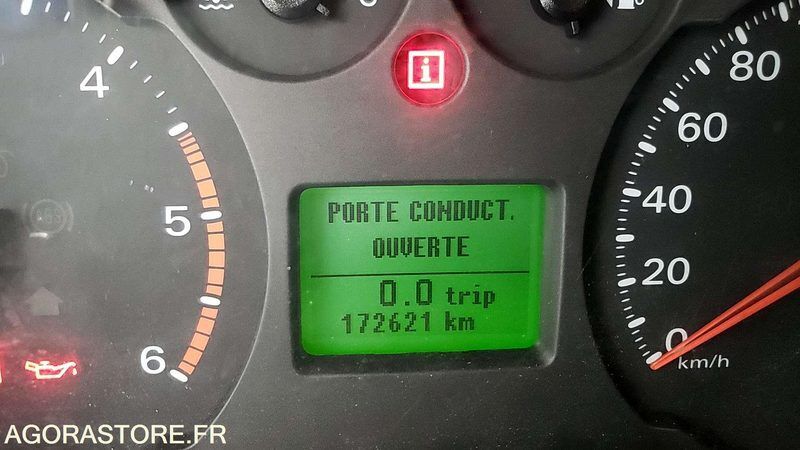 4
5
6
i
PORTE CONDUCT.
OUVERTE
0.0 trip
172621 km
80
60
40
20
0
km/h
ABS
AGORASTORE.FR